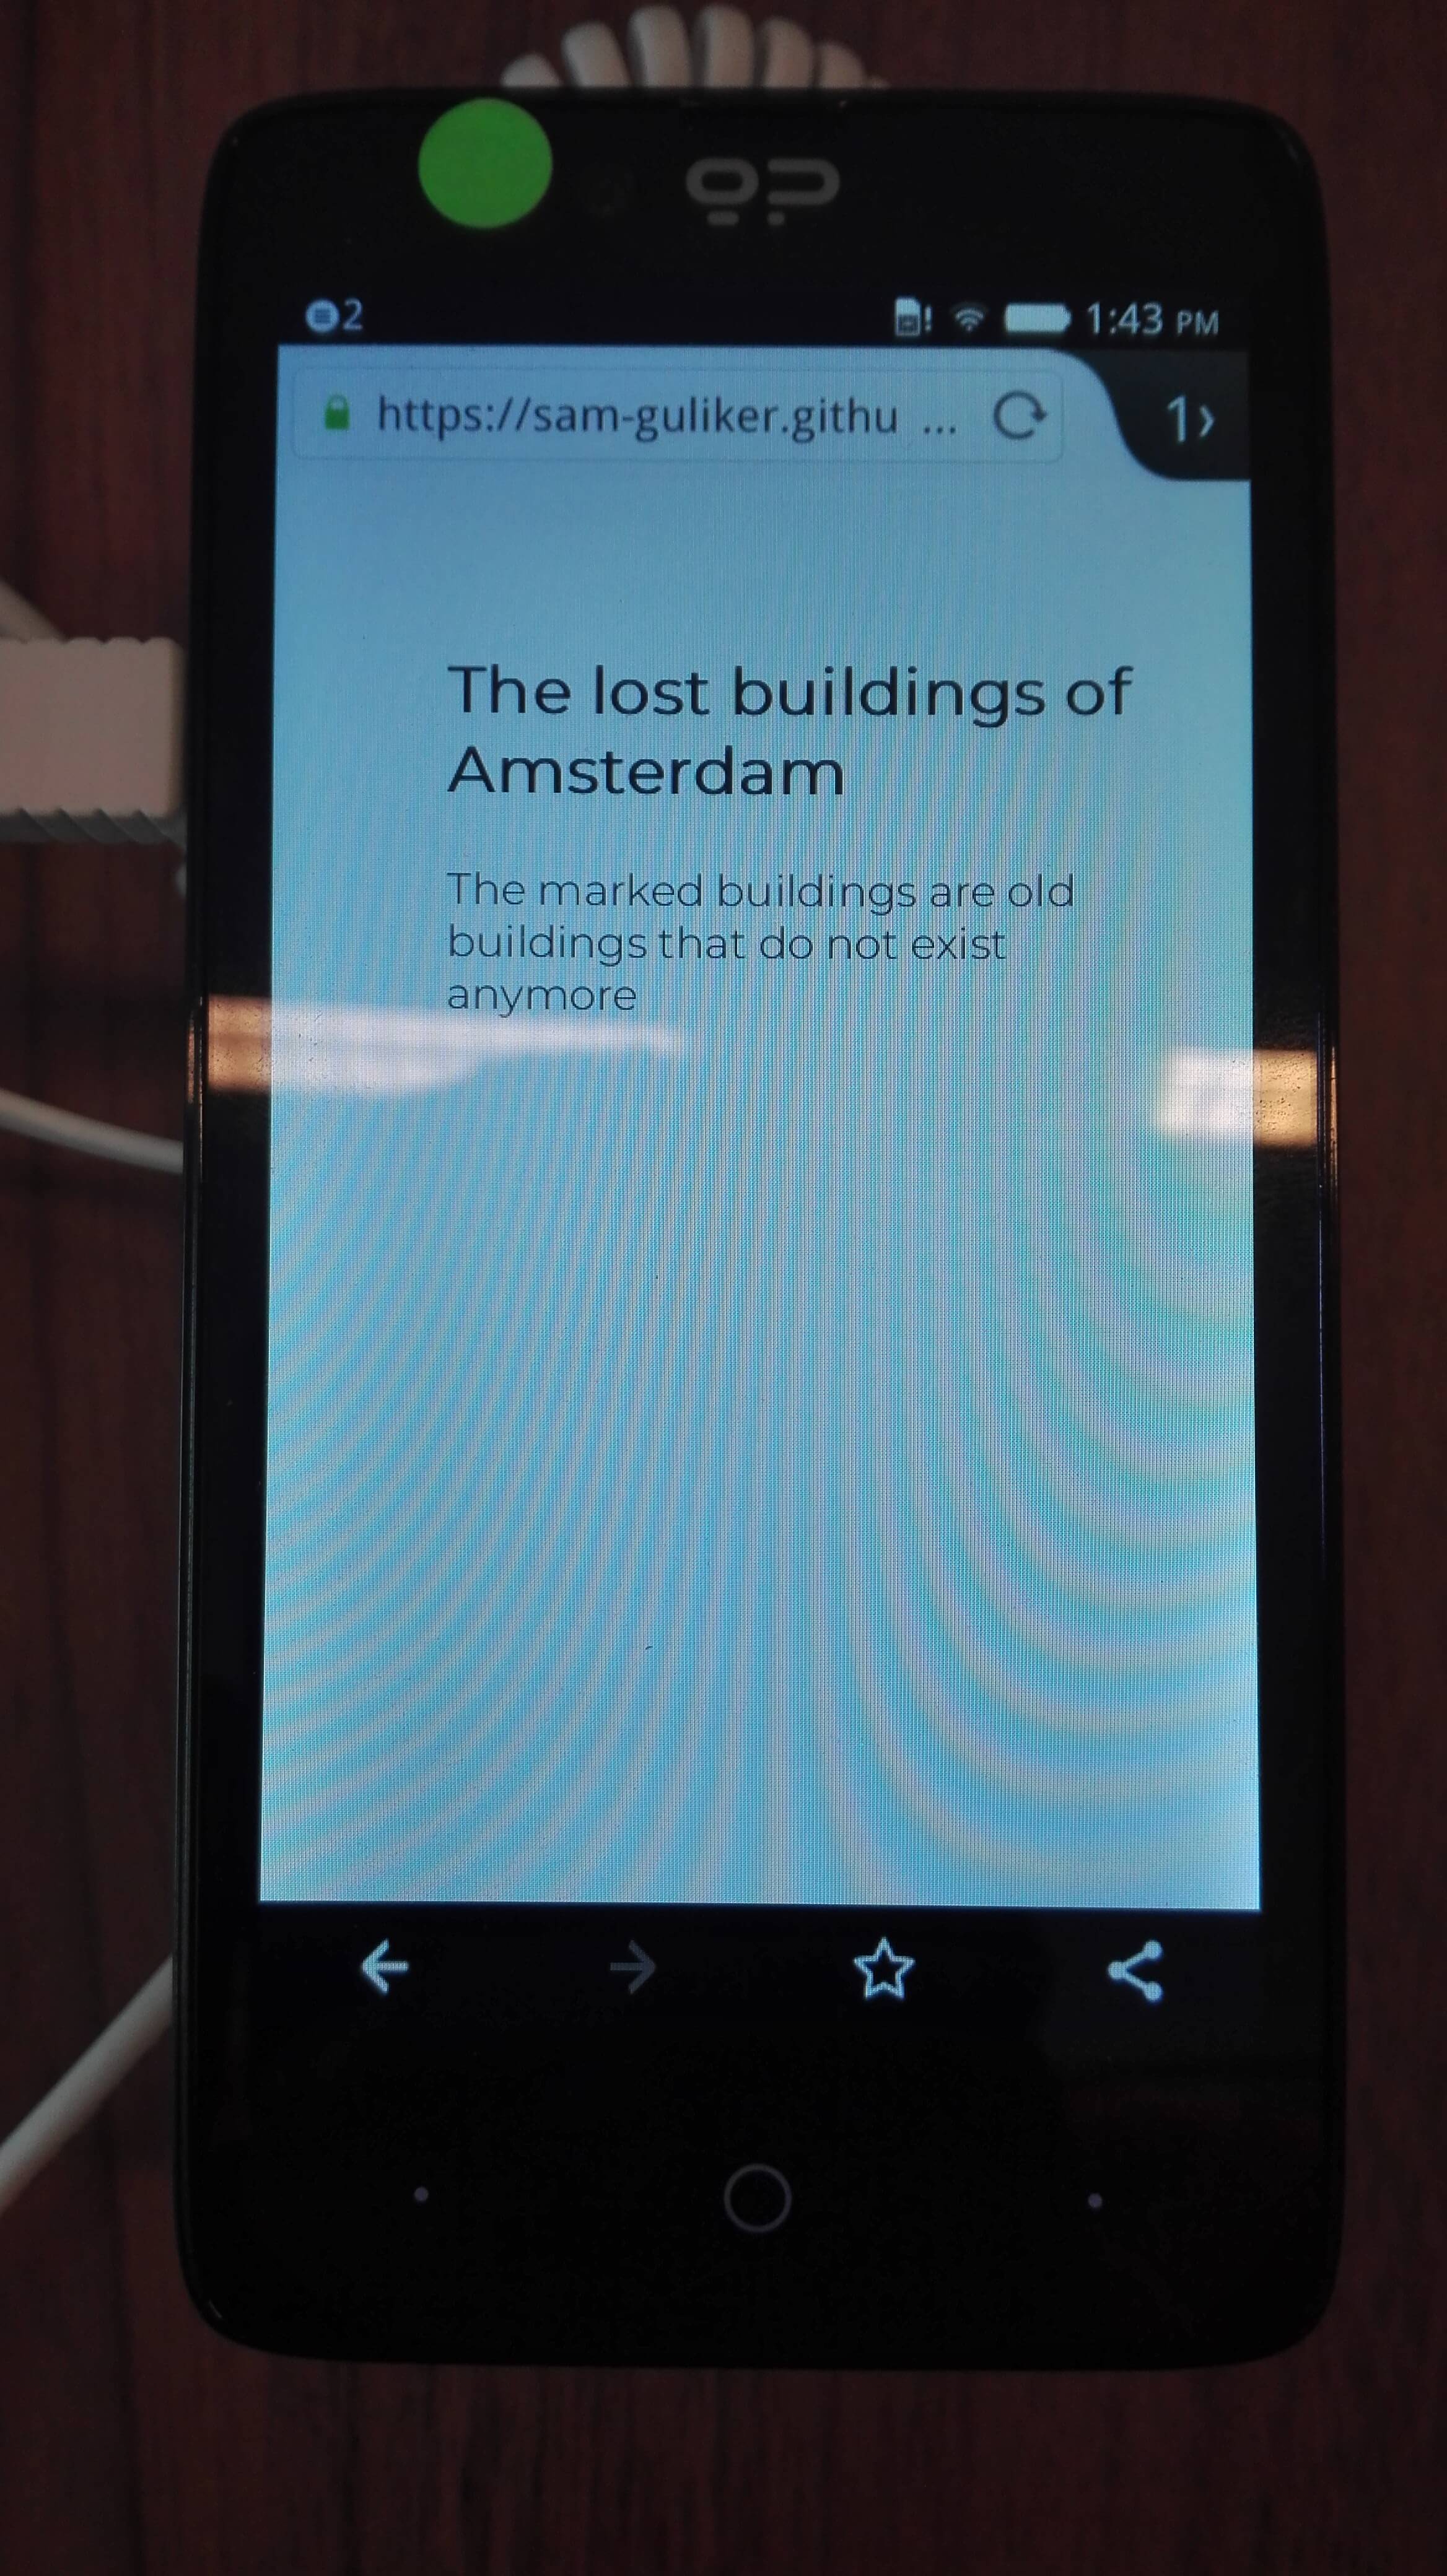 2
1:43 PM
https://sam-guliker.githu ...
1
The lost buildings of
Amsterdam
The marked buildings are old
buildings that do not exist
anymore